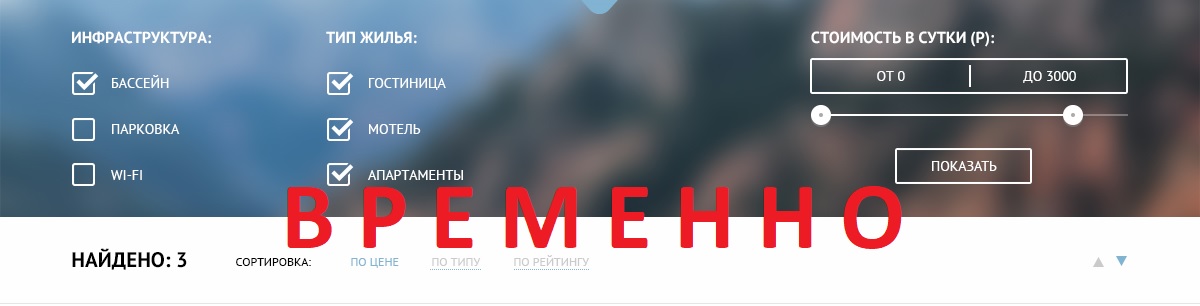 ИНФРАСТРУКТУРА:
БАССЕЙН
ПАРКОВКА
WI-FI
ТИП ЖИЛЬЯ:
ГОСТИНИЦА
МОТЕЛЬ
АПАРТАМЕНТЫ
СТОИМОСТЬ В СУТКИ (Р):
ОТ 0
ДО 3000
ПОКАЗАТЬ
ВРЕМЕННО
НАЙДЕНО: 3
СОРТИРОВКА: ПО ЦЕНЕ ПО ТИПУ ПО РЕЙТИНГУ